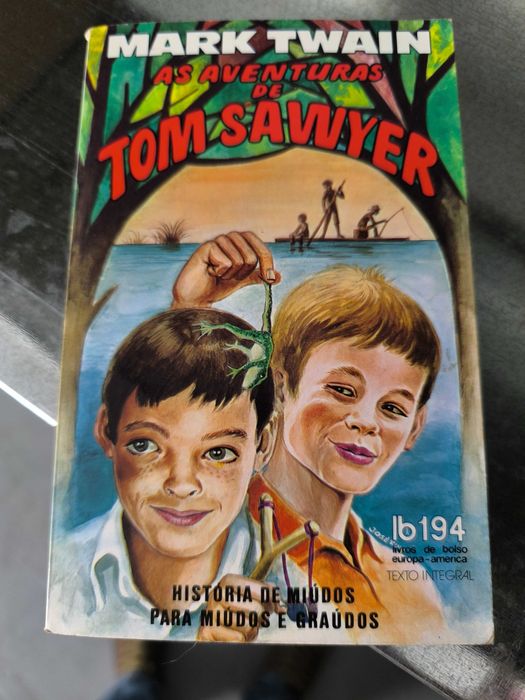 MARK TWAIN
AS AVENTURAS
DE
TOM SAWYER
lb194
livros de bolso
europa-america
TEXTO INTEGRAL
HISTÓRIA DE MIÚDOS
PARA MIÚDOS E GRAÚDOS